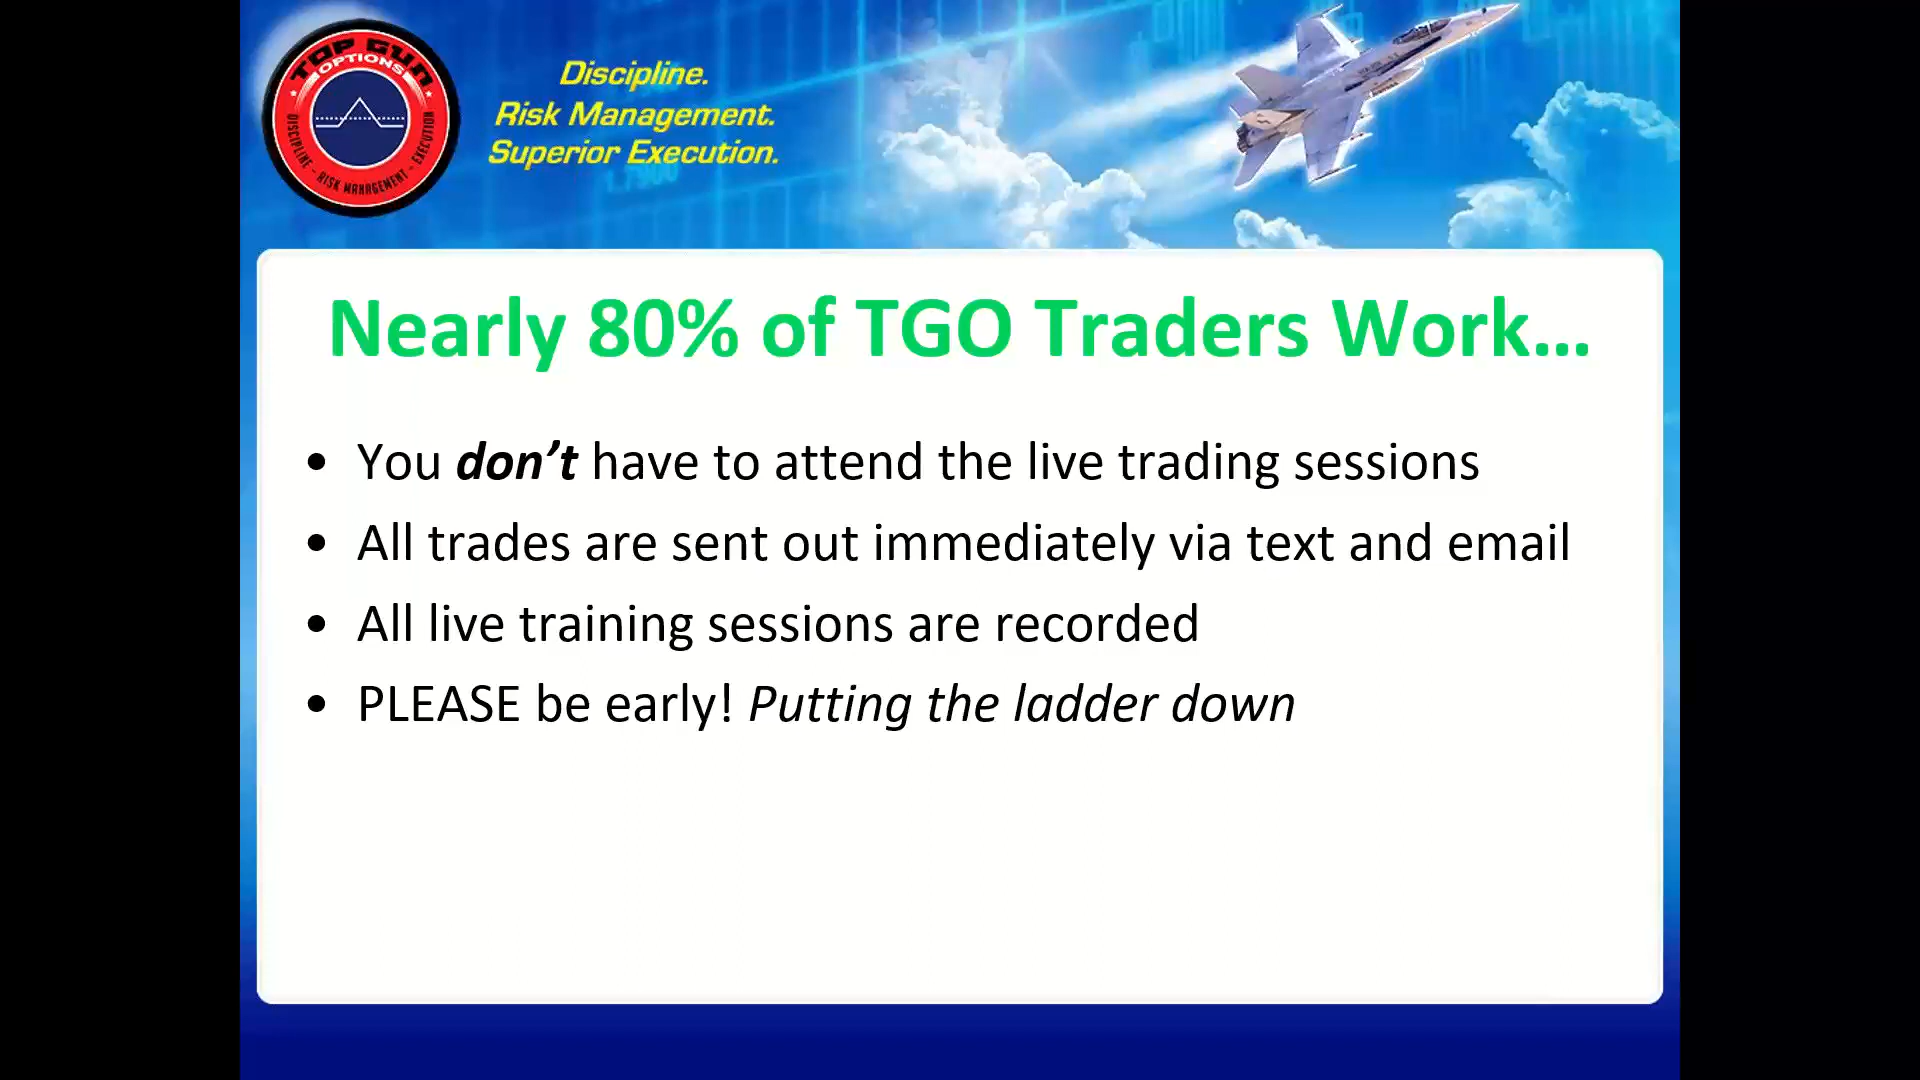 TOP GUN
OPTIONS
DISCIPLINE - RISK MANAGEMENT - EXECUTION
Discipline.
Risk Management.
Superior Execution.
Nearly 80% of TGO Traders Work…
• You don’t have to attend the live trading sessions
• All trades are sent out immediately via text and email
• All live training sessions are recorded
• PLEASE be early! Putting the ladder down